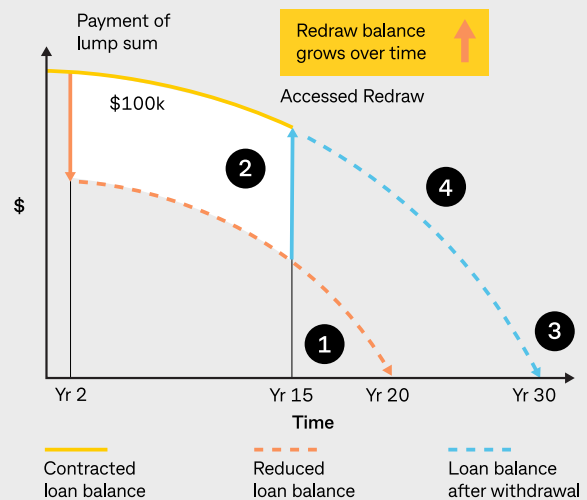 Payment of
lump sum
Redraw balance
grows over time
Accessed Redraw
$100k
2
4
$
1
3
Yr 2
Yr 15
Yr 20
Yr 30
Time
Contracted
loan balance
Reduced
loan balance
Loan balance
after withdrawal